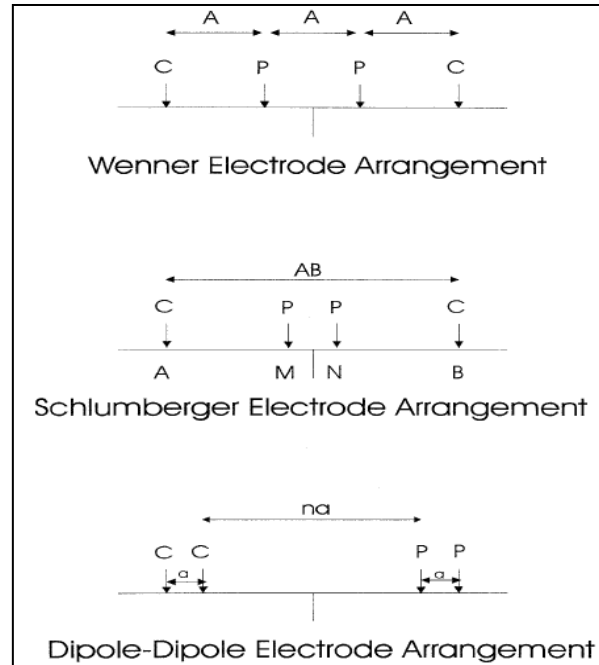 A A A
C P P C
Wenner Electrode Arrangement
AB
C P P C
A M N B
Schlumberger Electrode Arrangement
na
C C P P
a a
Dipole-Dipole Electrode Arrangement